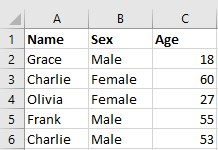 A B C
1 Name Sex Age
2 Grace Male 18
3 Charlie Female 60
4 Olivia Female 27
5 Frank Male 55
6 Charlie Male 53